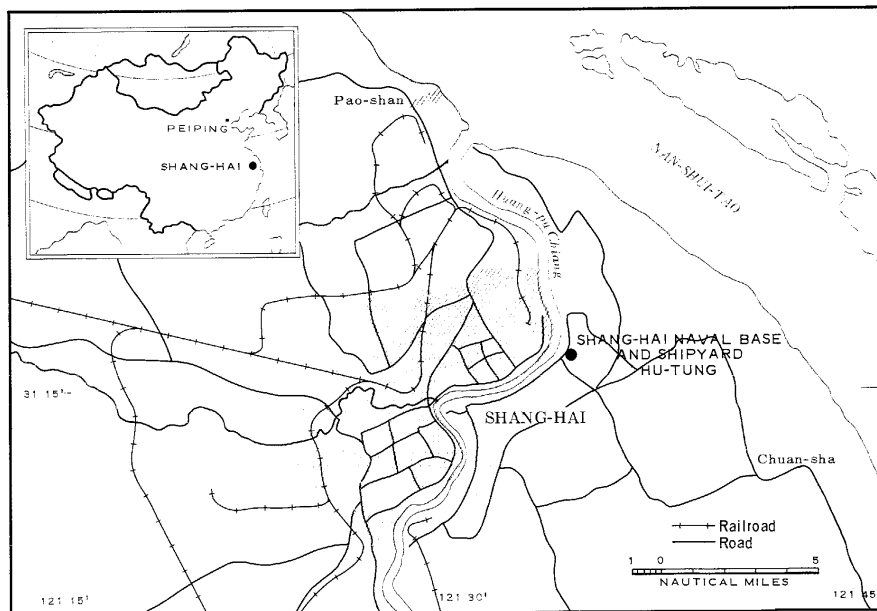 PEIPING
SHANG-HAI
Pao-shan
NAN-SHUI-TAO
Huang-pu Chiang
SHANG-HAI NAVAL BASE
AND SHIPYARD
HU-TUNG
31 15'
SHANG-HAI
Chuan-sha
Railroad
Road
1 0 5
NAUTICAL MILES
121 15'
121 30'
121 45'